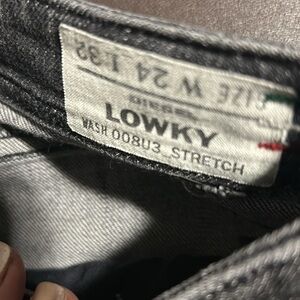 SIZE W 24 L 32
DIESEL
LOWKY
WASH 008U3 STRETCH